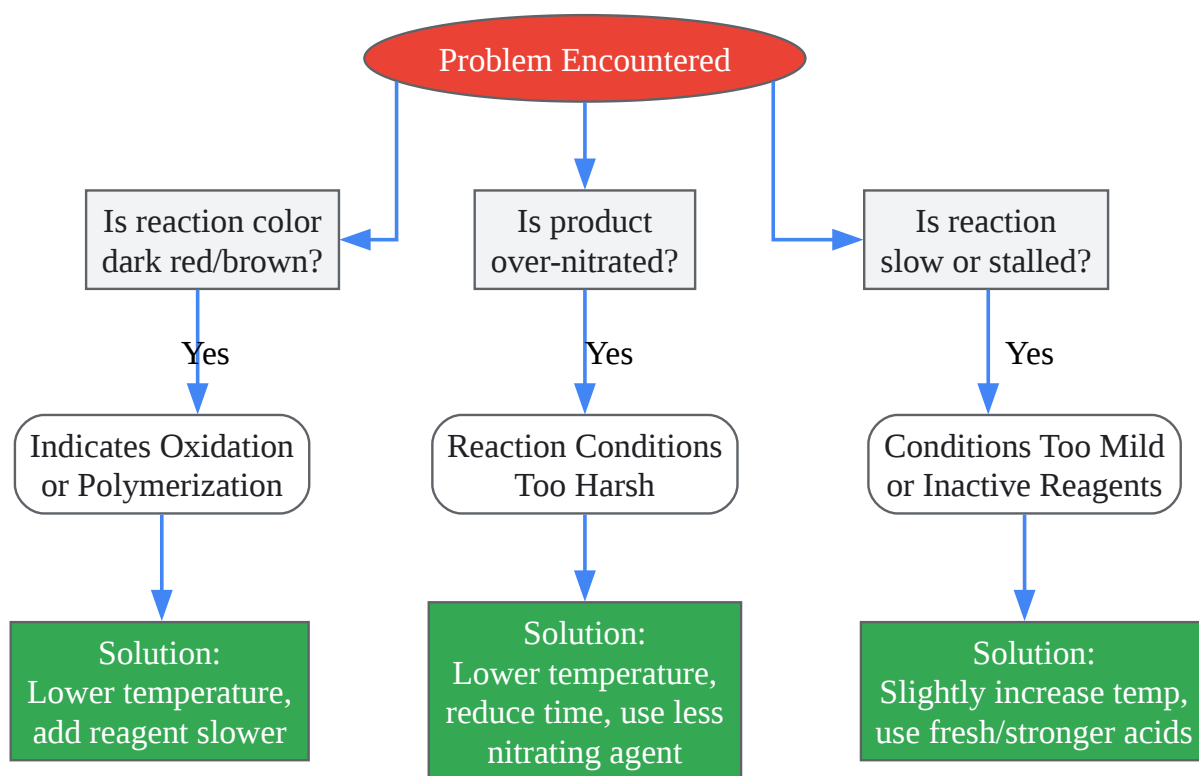 Problem Encountered
Is reaction color
dark red/brown?
Is product
over-nitrated?
Is reaction
slow or stalled?
Yes
Yes
Yes
Indicates Oxidation
or Polymerization
Reaction Conditions
Too Harsh
Conditions Too Mild
or Inactive Reagents
Solution:
Lower temperature,
add reagent slower
Solution:
Lower temperature,
reduce time, use less
nitrating agent
Solution:
Slightly increase temp,
use fresh/stronger acids